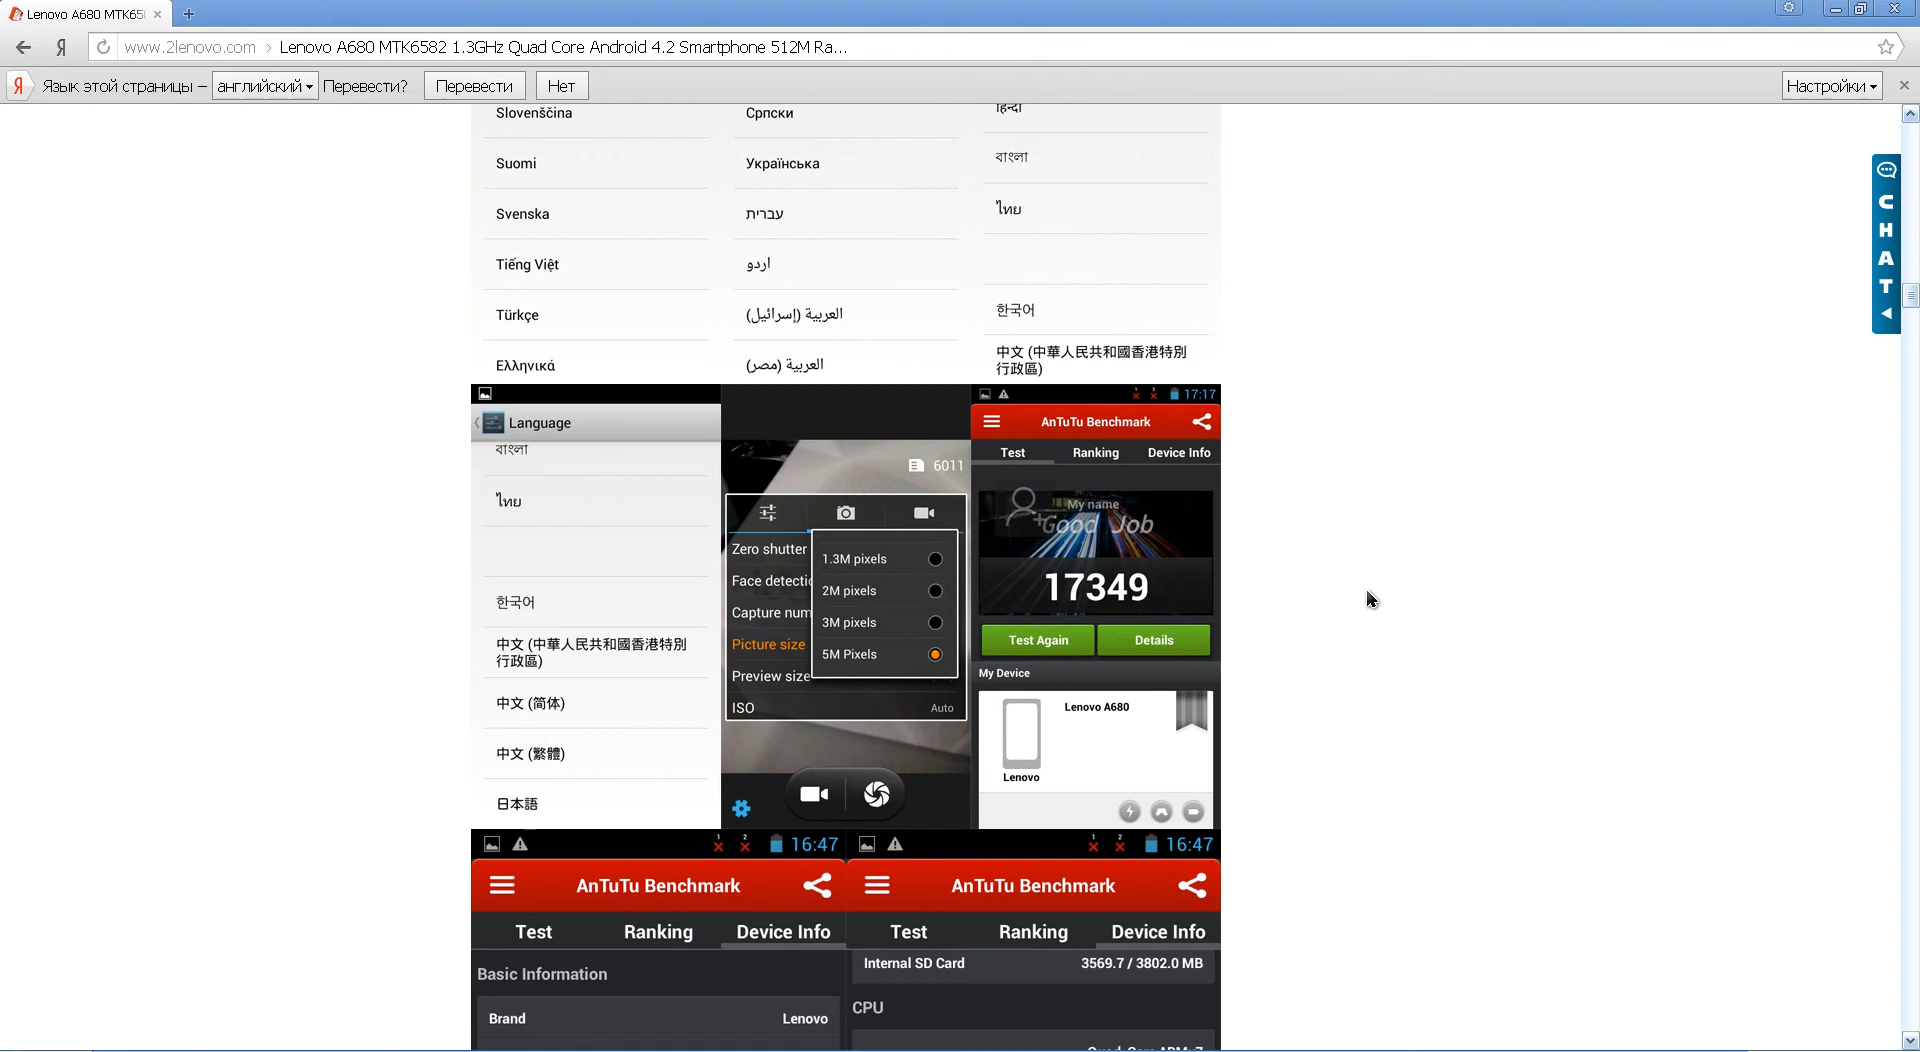 Lenovo A680 MTK65
www.2lenovo.com > Lenovo A680 MTK6582 1.3GHz Quad Core Android 4.2 Smartphone 512M Ra...
Язык этой страницы – английский Перевести? Перевести Нет Настройки
Slovenščina
Suomi
Svenska
Tiếng Việt
Türkçe
Ελληνικά
Српски
Українська
עברית
اردو
العربية (إسرائيل)
العربية (مصر)
हिन्दी
বাংলা
ไทย
한국어
中文 (中華人民共和國香港特別
行政區)
CHAT
Language
বাংলা
ไทย
한국어
中文 (中華人民共和國香港特別
行政區)
中文 (简体)
中文 (繁體)
日本語
6011
Zero shutter
Face detectio
Capture num
Picture size
Preview size
ISO Auto
1.3M pixels
2M pixels
3M pixels
5M Pixels
1 2 17:17
AnTuTu Benchmark
Test Ranking Device Info
My name
Good Job
17349
Test Again Details
My Device
Lenovo A680
Lenovo
1 2 16:47
AnTuTu Benchmark
Test Ranking Device Info
Basic Information
Brand Lenovo
1 2 16:47
AnTuTu Benchmark
Test Ranking Device Info
Internal SD Card 3569.7 / 3802.0 MB
CPU